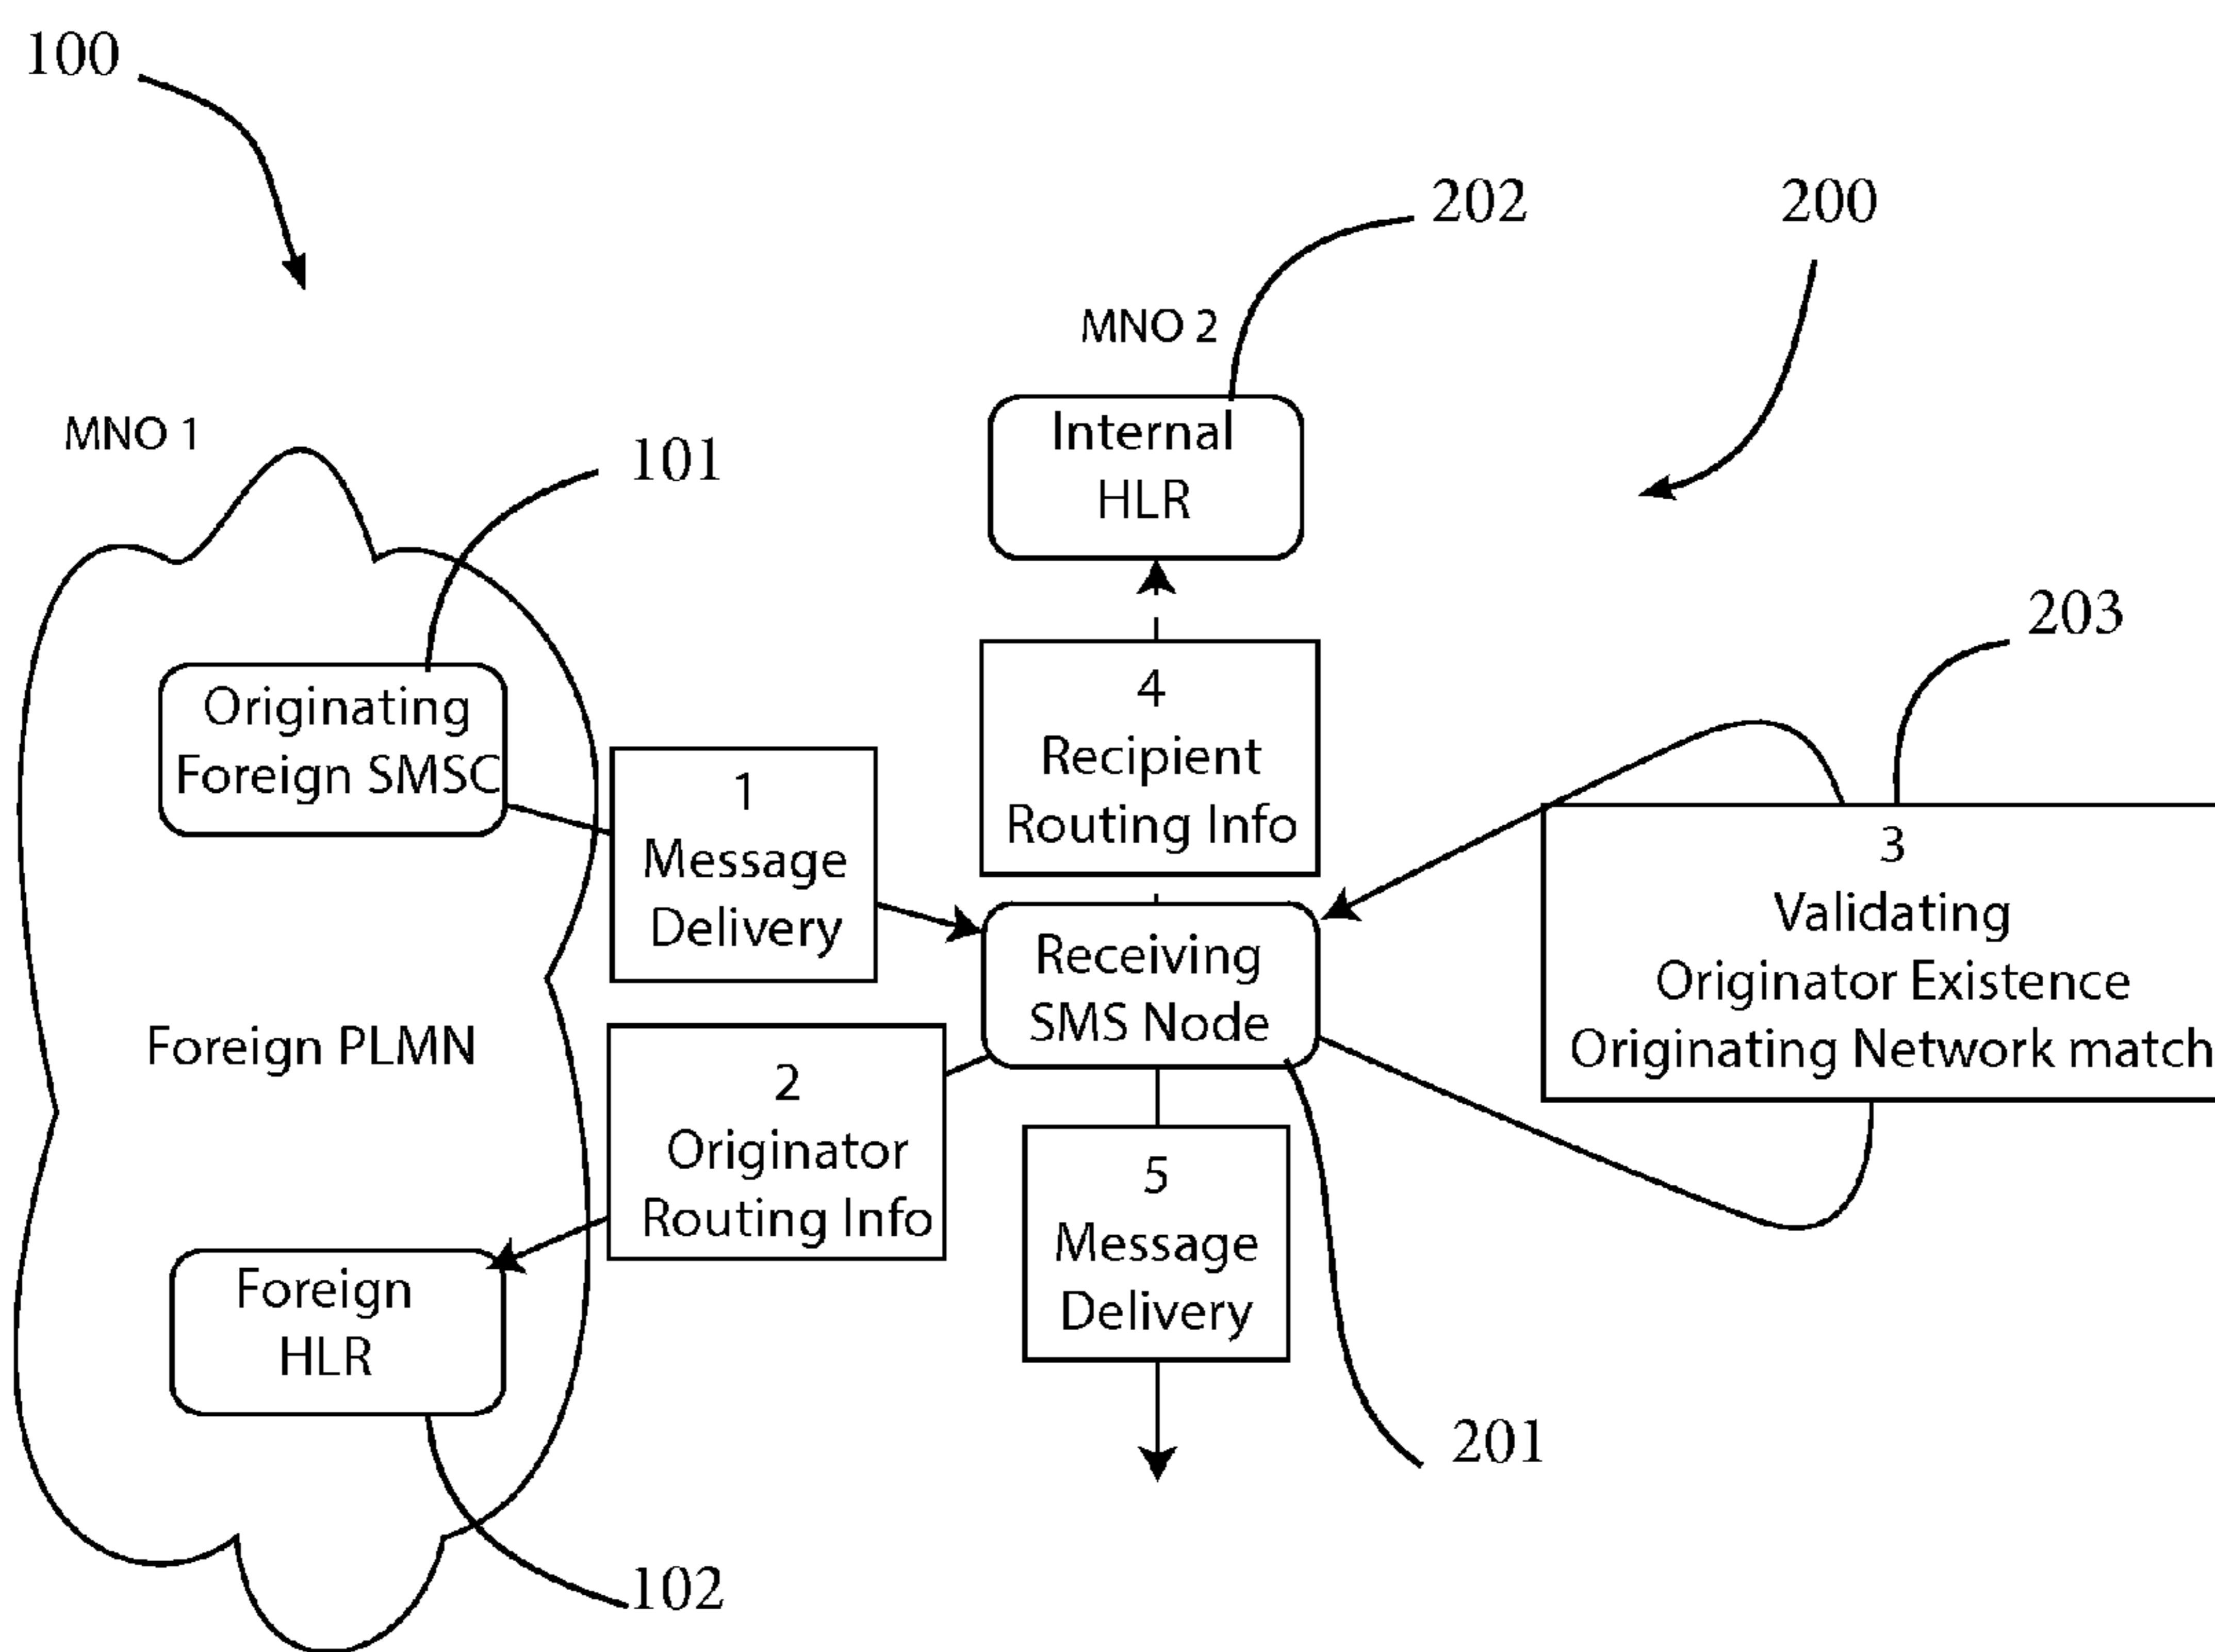 100
202
200
MNO 2
MNO 1
101
Internal
HLR
203
Originating
Foreign SMSC
4
Recipient
Routing Info
1
Message
Delivery
3
Validating
Originator Existence
Originating Network match
Receiving
SMS Node
Foreign PLMN
2
Originator
Routing Info
5
Message
Delivery
Foreign
HLR
201
102